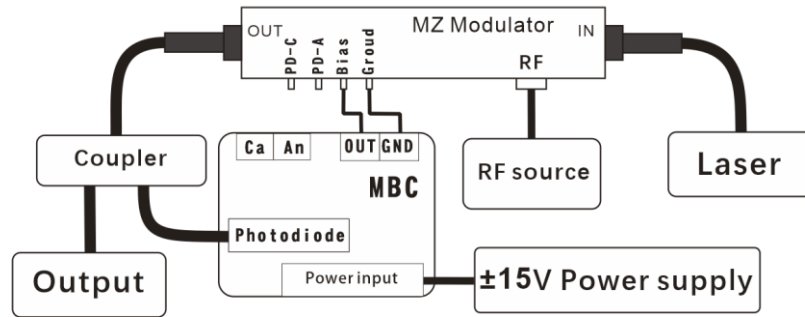 OUT
MZ Modulator
IN
PD-C
PD-A
Bias
Groud
RF
Ca
An
OUT
GND
MBC
Coupler
RF source
Laser
Photodiode
Output
Power input
±15V Power supply